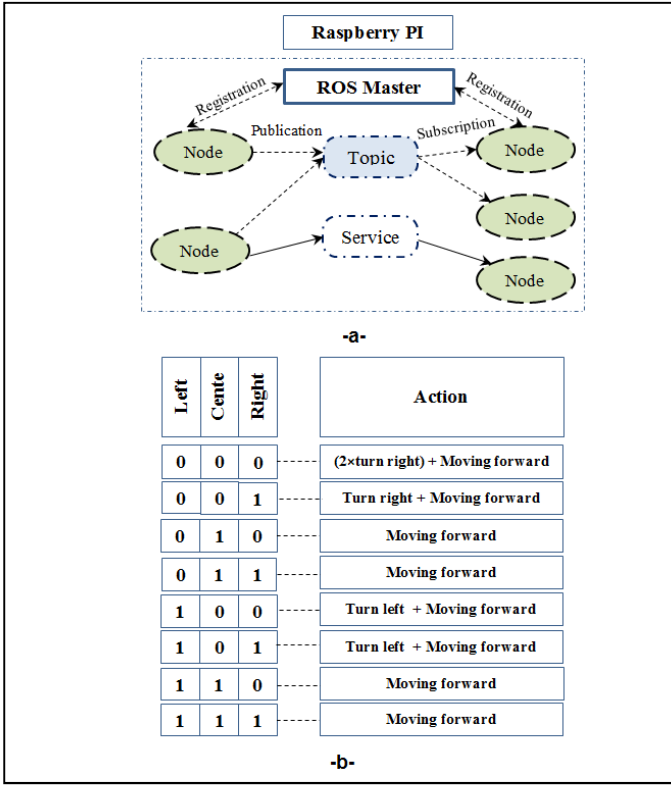 Raspberry PI
ROS Master
Registration
Registration
Publication
Subscription
Node
Topic
Node
Node
Node
Service
Node
-a-
Left Cente Right Action
0 0 0 (2×turn right) + Moving forward
0 0 1 Turn right + Moving forward
0 1 0 Moving forward
0 1 1 Moving forward
1 0 0 Turn left + Moving forward
1 0 1 Turn left + Moving forward
1 1 0 Moving forward
1 1 1 Moving forward
-b-